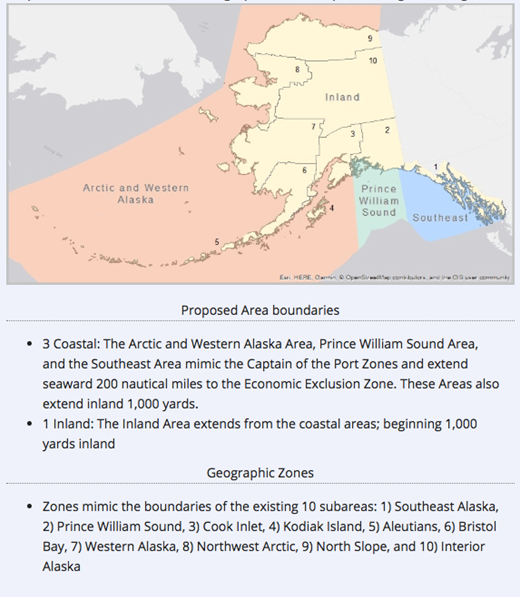 9
10
8
Inland
7
3
2
6
1
Arctic and Western
Alaska
Prince
William
Sound
Southeast
4
5
Esri, HERE, Garmin, © OpenStreetMap contributors, and the GIS user community
Proposed Area boundaries
• 3 Coastal: The Arctic and Western Alaska Area, Prince William Sound Area,
and the Southeast Area mimic the Captain of the Port Zones and extend
seaward 200 nautical miles to the Economic Exclusion Zone. These Areas also
extend inland 1,000 yards.
• 1 Inland: The Inland Area extends from the coastal areas; beginning 1,000
yards inland
Geographic Zones
• Zones mimic the boundaries of the existing 10 subareas: 1) Southeast Alaska,
2) Prince William Sound, 3) Cook Inlet, 4) Kodiak Island, 5) Aleutians, 6) Bristol
Bay, 7) Western Alaska, 8) Northwest Arctic, 9) North Slope, and 10) Interior
Alaska